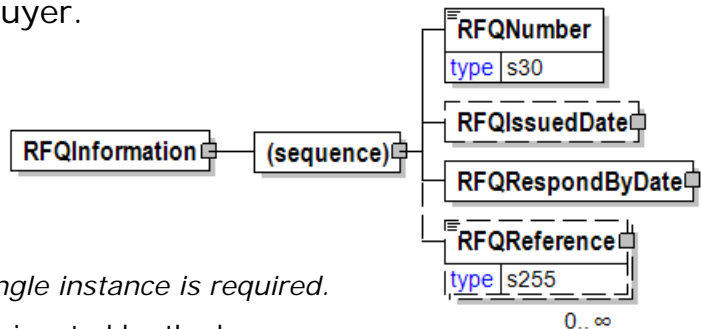 uyer.
RFQNumber
type s30
RFQIssuedDate
RFQInformation
(sequence)
RFQRespondByDate
RFQReference
type s255
0..∞
ngle instance is required.